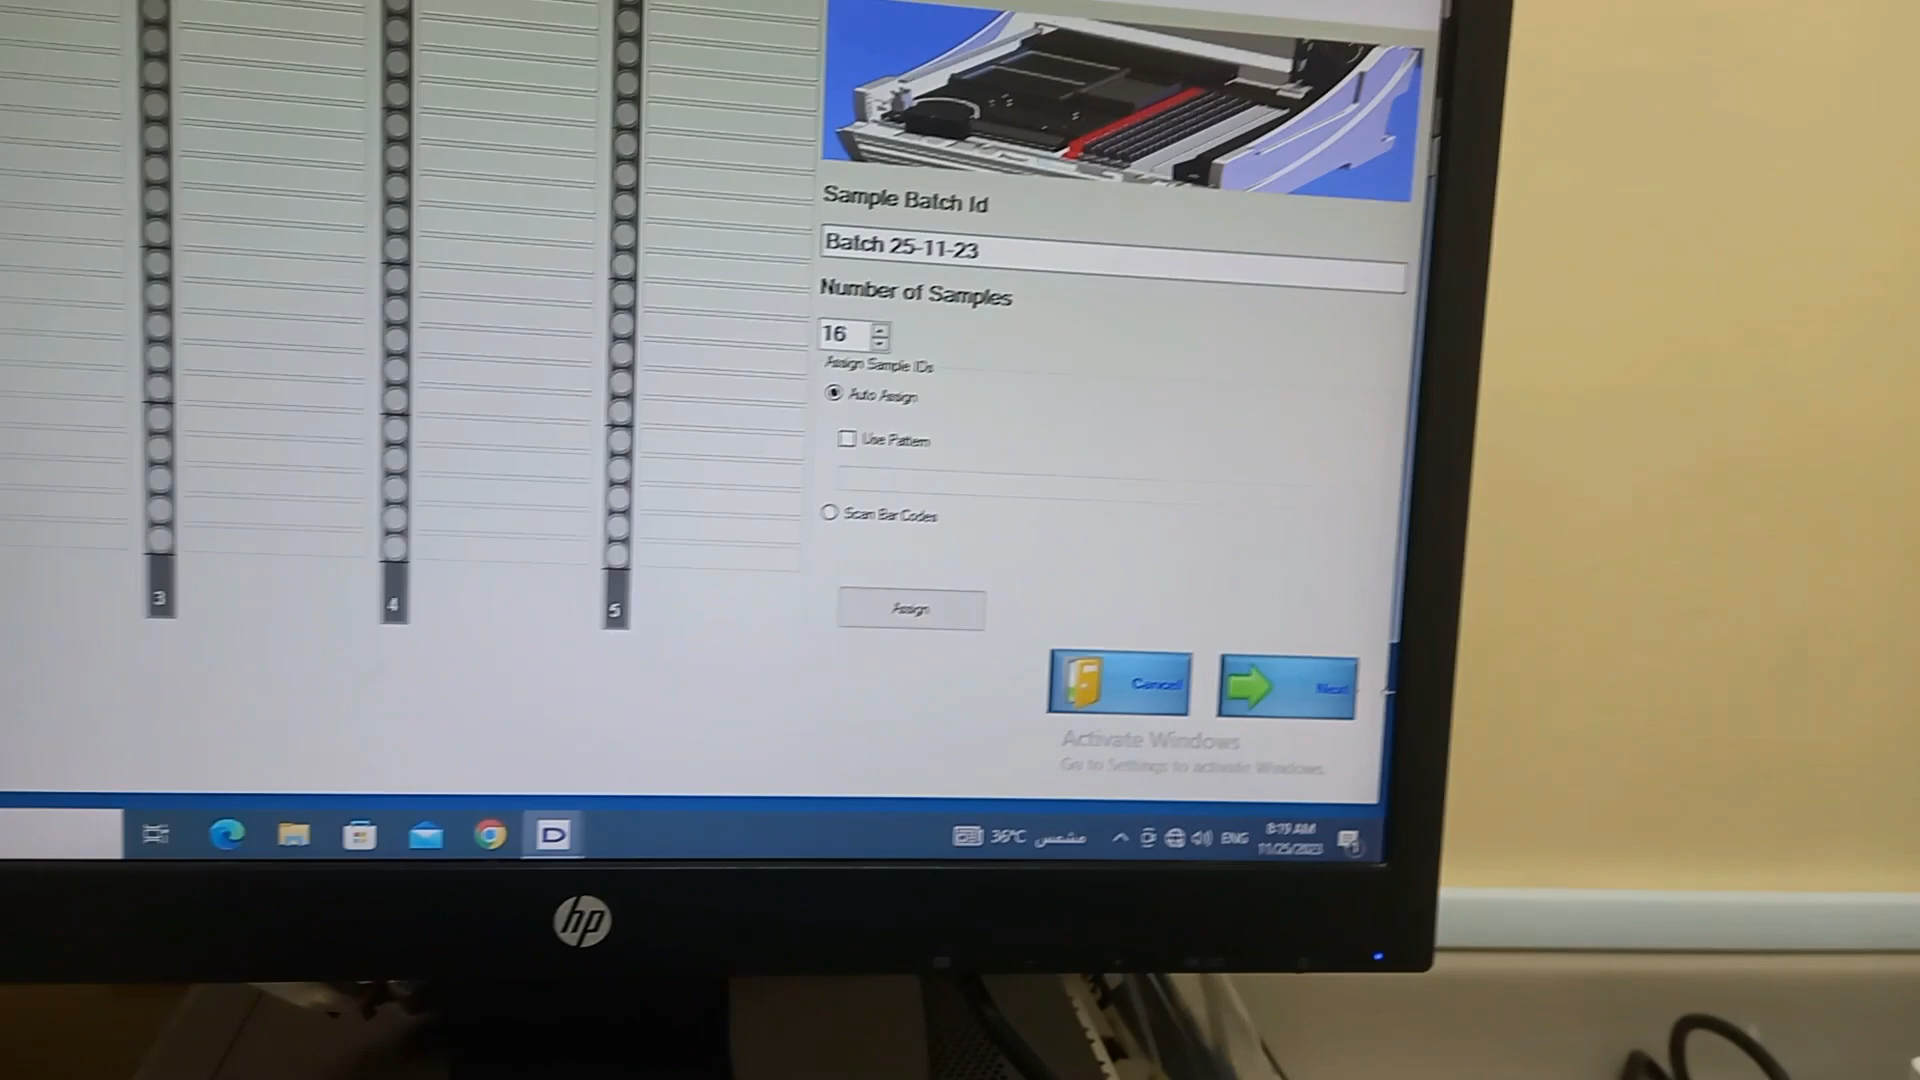 Sample Batch Id
Batch 25-11-23
Number of Samples
16
Assign Sample IDs
Auto Assign
Use Pattern
Scan Bar Codes
Assign
3
4
5
Cancel
Next
Activate Windows
Go to Settings to activate Windows.
D
36°C مشمس
ENG
8:19 AM
11/25/2023
hp